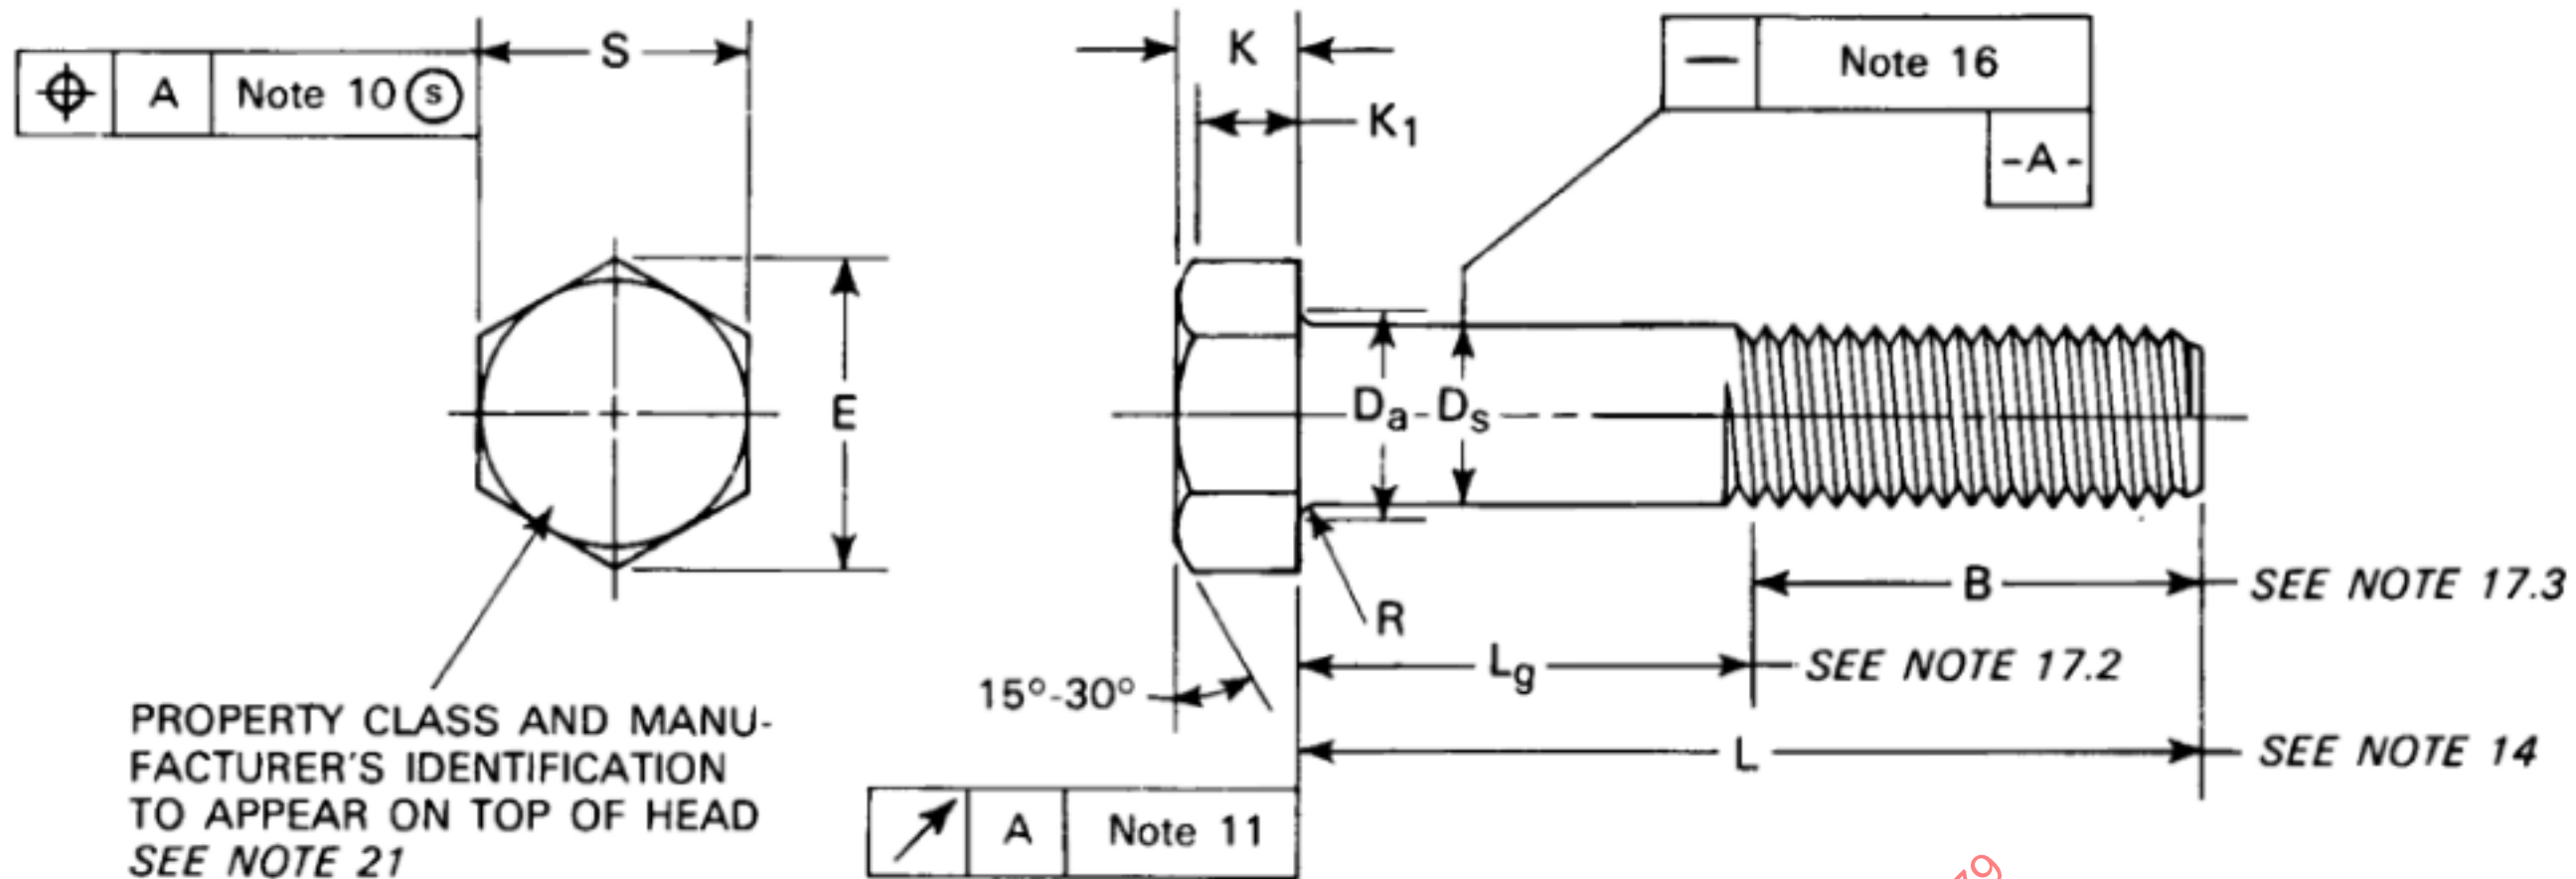 S
A Note 10 Ⓢ
K
K₁
— Note 16
-A-
E
Dₐ
Dₛ
R
B SEE NOTE 17.3
15°-30°
Lg SEE NOTE 17.2
L SEE NOTE 14
PROPERTY CLASS AND MANU-
FACTURER'S IDENTIFICATION
TO APPEAR ON TOP OF HEAD
SEE NOTE 21
A Note 11